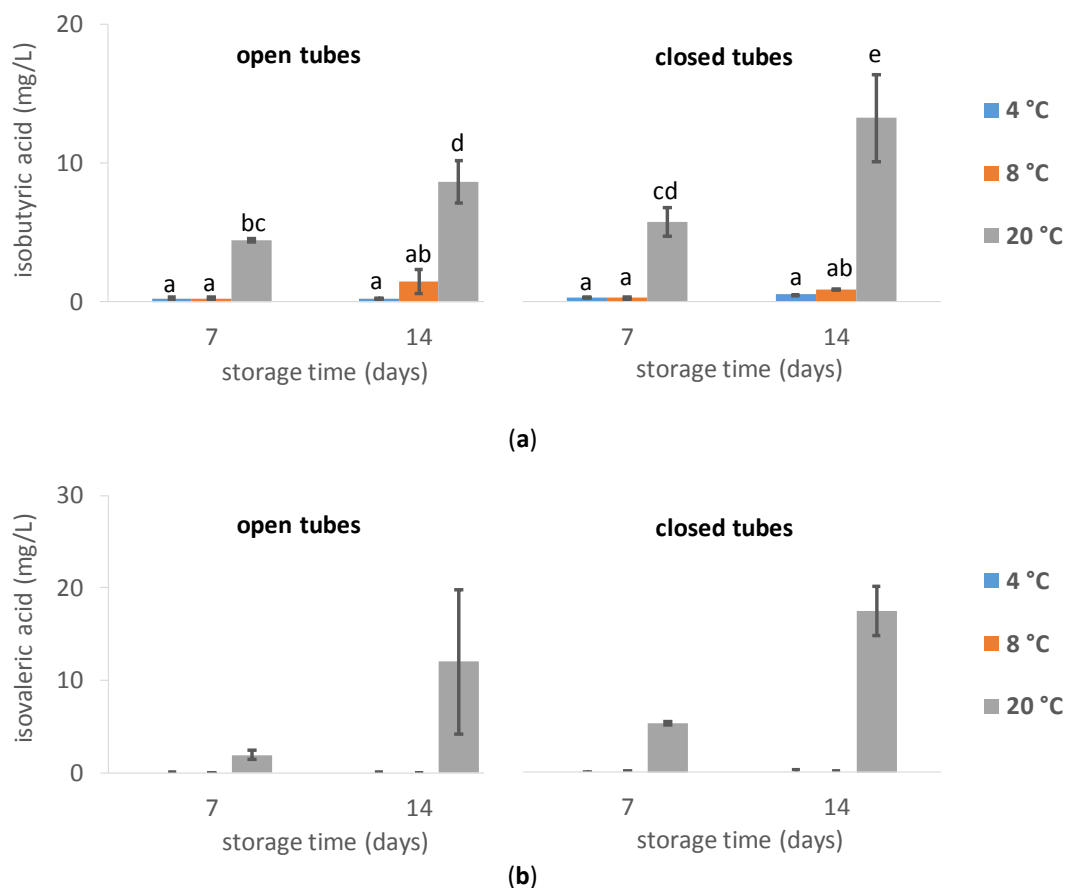 20
open tubes
closed tubes
e
d
4 °C
8 °C
20 °C
isobutyric acid (mg/L)
10
bc
cd
a a
a ab
a a
a ab
0
7 14
7 14
storage time (days)
storage time (days)
(a)
30
open tubes
closed tubes
4 °C
8 °C
20 °C
isovaleric acid (mg/L)
20
10
0
7 14
7 14
storage time (days)
storage time (days)
(b)